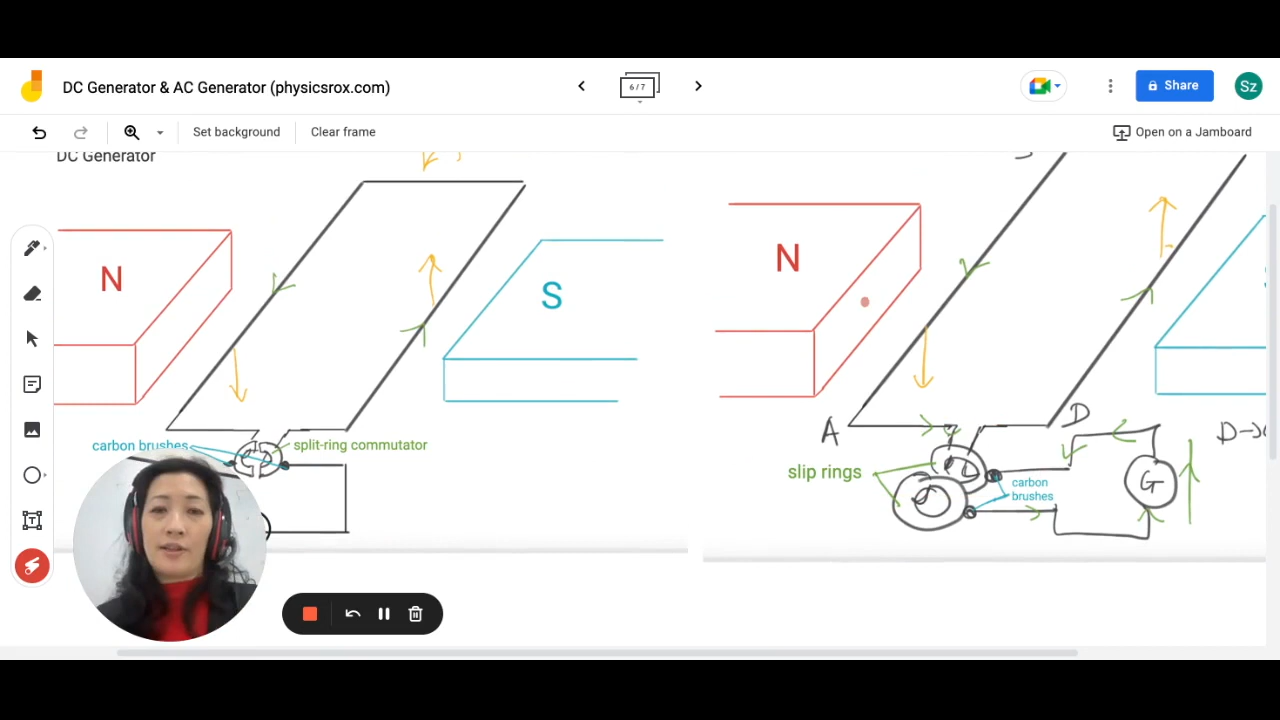 DC Generator & AC Generator (physicsrox.com)
6 / 7
Share
Sz
Set background
Clear frame
Open on a Jamboard
DC Generator
N
S
carbon brushes
split-ring commutator
N
A
D
slip rings
carbon
brushes
G